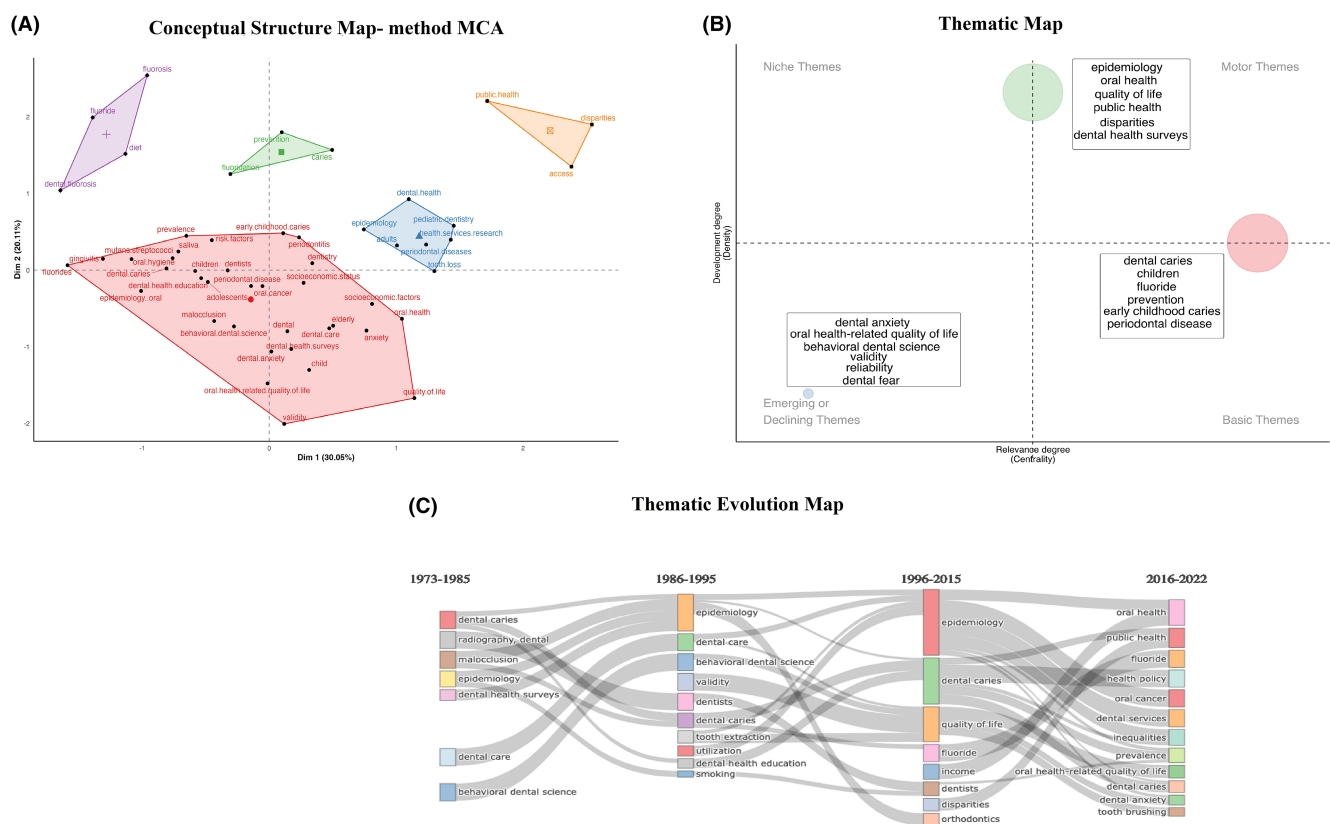 (A)
Conceptual Structure Map- method MCA
fluorosis
fluoride
diet
dental.fluorosis
prevention
caries
fluoridation
public.health
disparities
access
dental.health
epidemiology
pediatric.dentistry
health.services.research
adults
periodontal.diseases
tooth.loss
prevalence
early.childhood.caries
risk.factors
periodontitis
saliva
mutans.streptococci
gingivitis
oral.hygiene
dentistry
fluorides
dental.caries
children
dentists
socioeconomic.status
dental.health.education
periodontal.disease
epidemiology..oral
adolescents
oral.cancer
socioeconomic.factors
malocclusion
oral.health
behavioral.dental.science
dental
elderly
dental.care
anxiety
dental.health.surveys
dental.anxiety
child
oral.health.related.quality.of.life
quality.of.life
validity
2
1
0
-1
-2
-1
0
1
2
Dim 2 (20.11%)
Dim 1 (30.05%)
(B)
Thematic Map
Niche Themes
Motor Themes
epidemiology
oral health
quality of life
public health
disparities
dental health surveys
dental caries
children
fluoride
prevention
early childhood caries
periodontal disease
dental anxiety
oral health-related quality of life
behavioral dental science
validity
reliability
dental fear
Emerging or
Declining Themes
Basic Themes
Development degree
(Density)
Relevance degree
(Centrality)
(C)
Thematic Evolution Map
1973-1985
1986-1995
1996-2015
2016-2022
dental caries
radiography, dental
malocclusion
epidemiology
dental health surveys
dental care
behavioral dental science
epidemiology
dental care
behavioral dental science
validity
dentists
dental caries
tooth extraction
utilization
dental health education
smoking
epidemiology
dental caries
quality of life
fluoride
income
dentists
disparities
orthodontics
oral health
public health
fluoride
health policy
oral cancer
dental services
inequalities
prevalence
oral health-related quality of life
dental caries
dental anxiety
tooth brushing